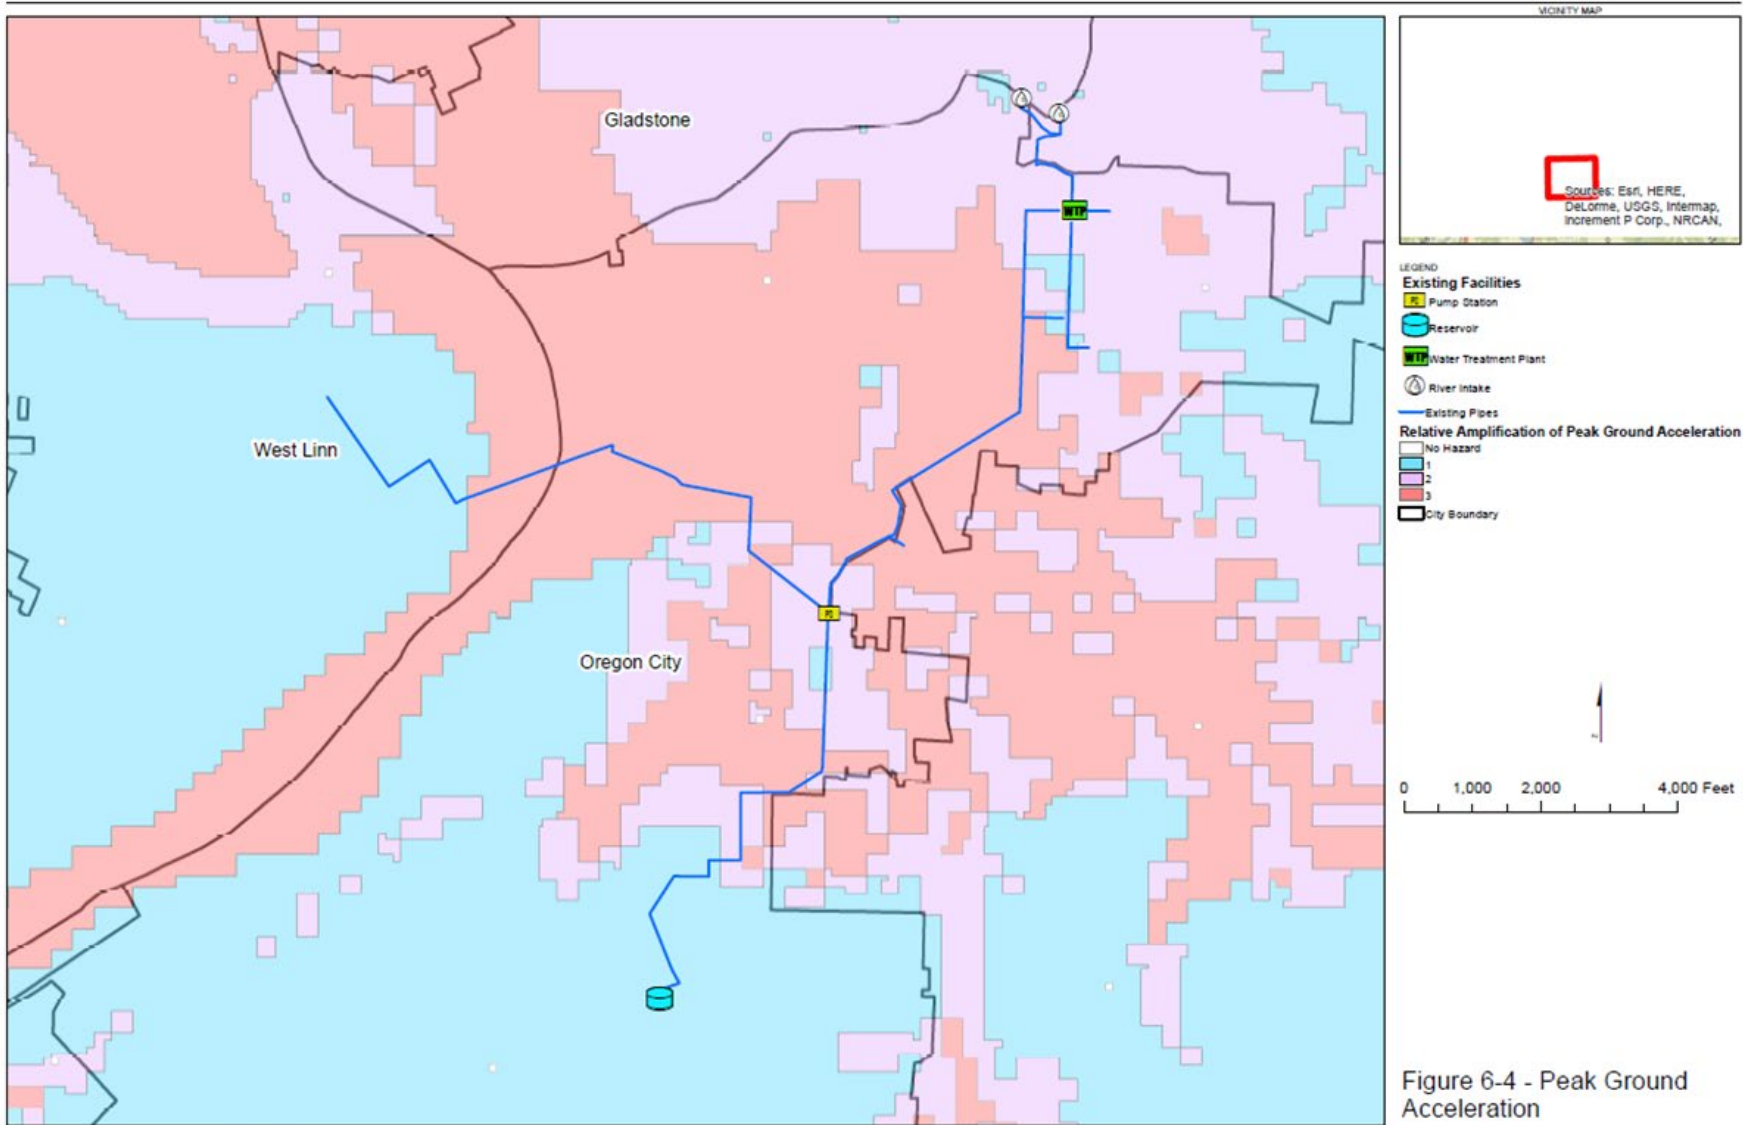 VICINITY MAP
Sources: Esri, HERE,
DeLorme, USGS, Intermap,
Increment P Corp., NRCAN,
Gladstone
WTP
West Linn
PS
Oregon City
LEGEND
Existing Facilities
PS Pump Station
Reservoir
WTP Water Treatment Plant
River Intake
Existing Pipes
Relative Amplification of Peak Ground Acceleration
No Hazard
1
2
3
City Boundary
0 1,000 2,000 4,000 Feet
Figure 6-4 - Peak Ground
Acceleration